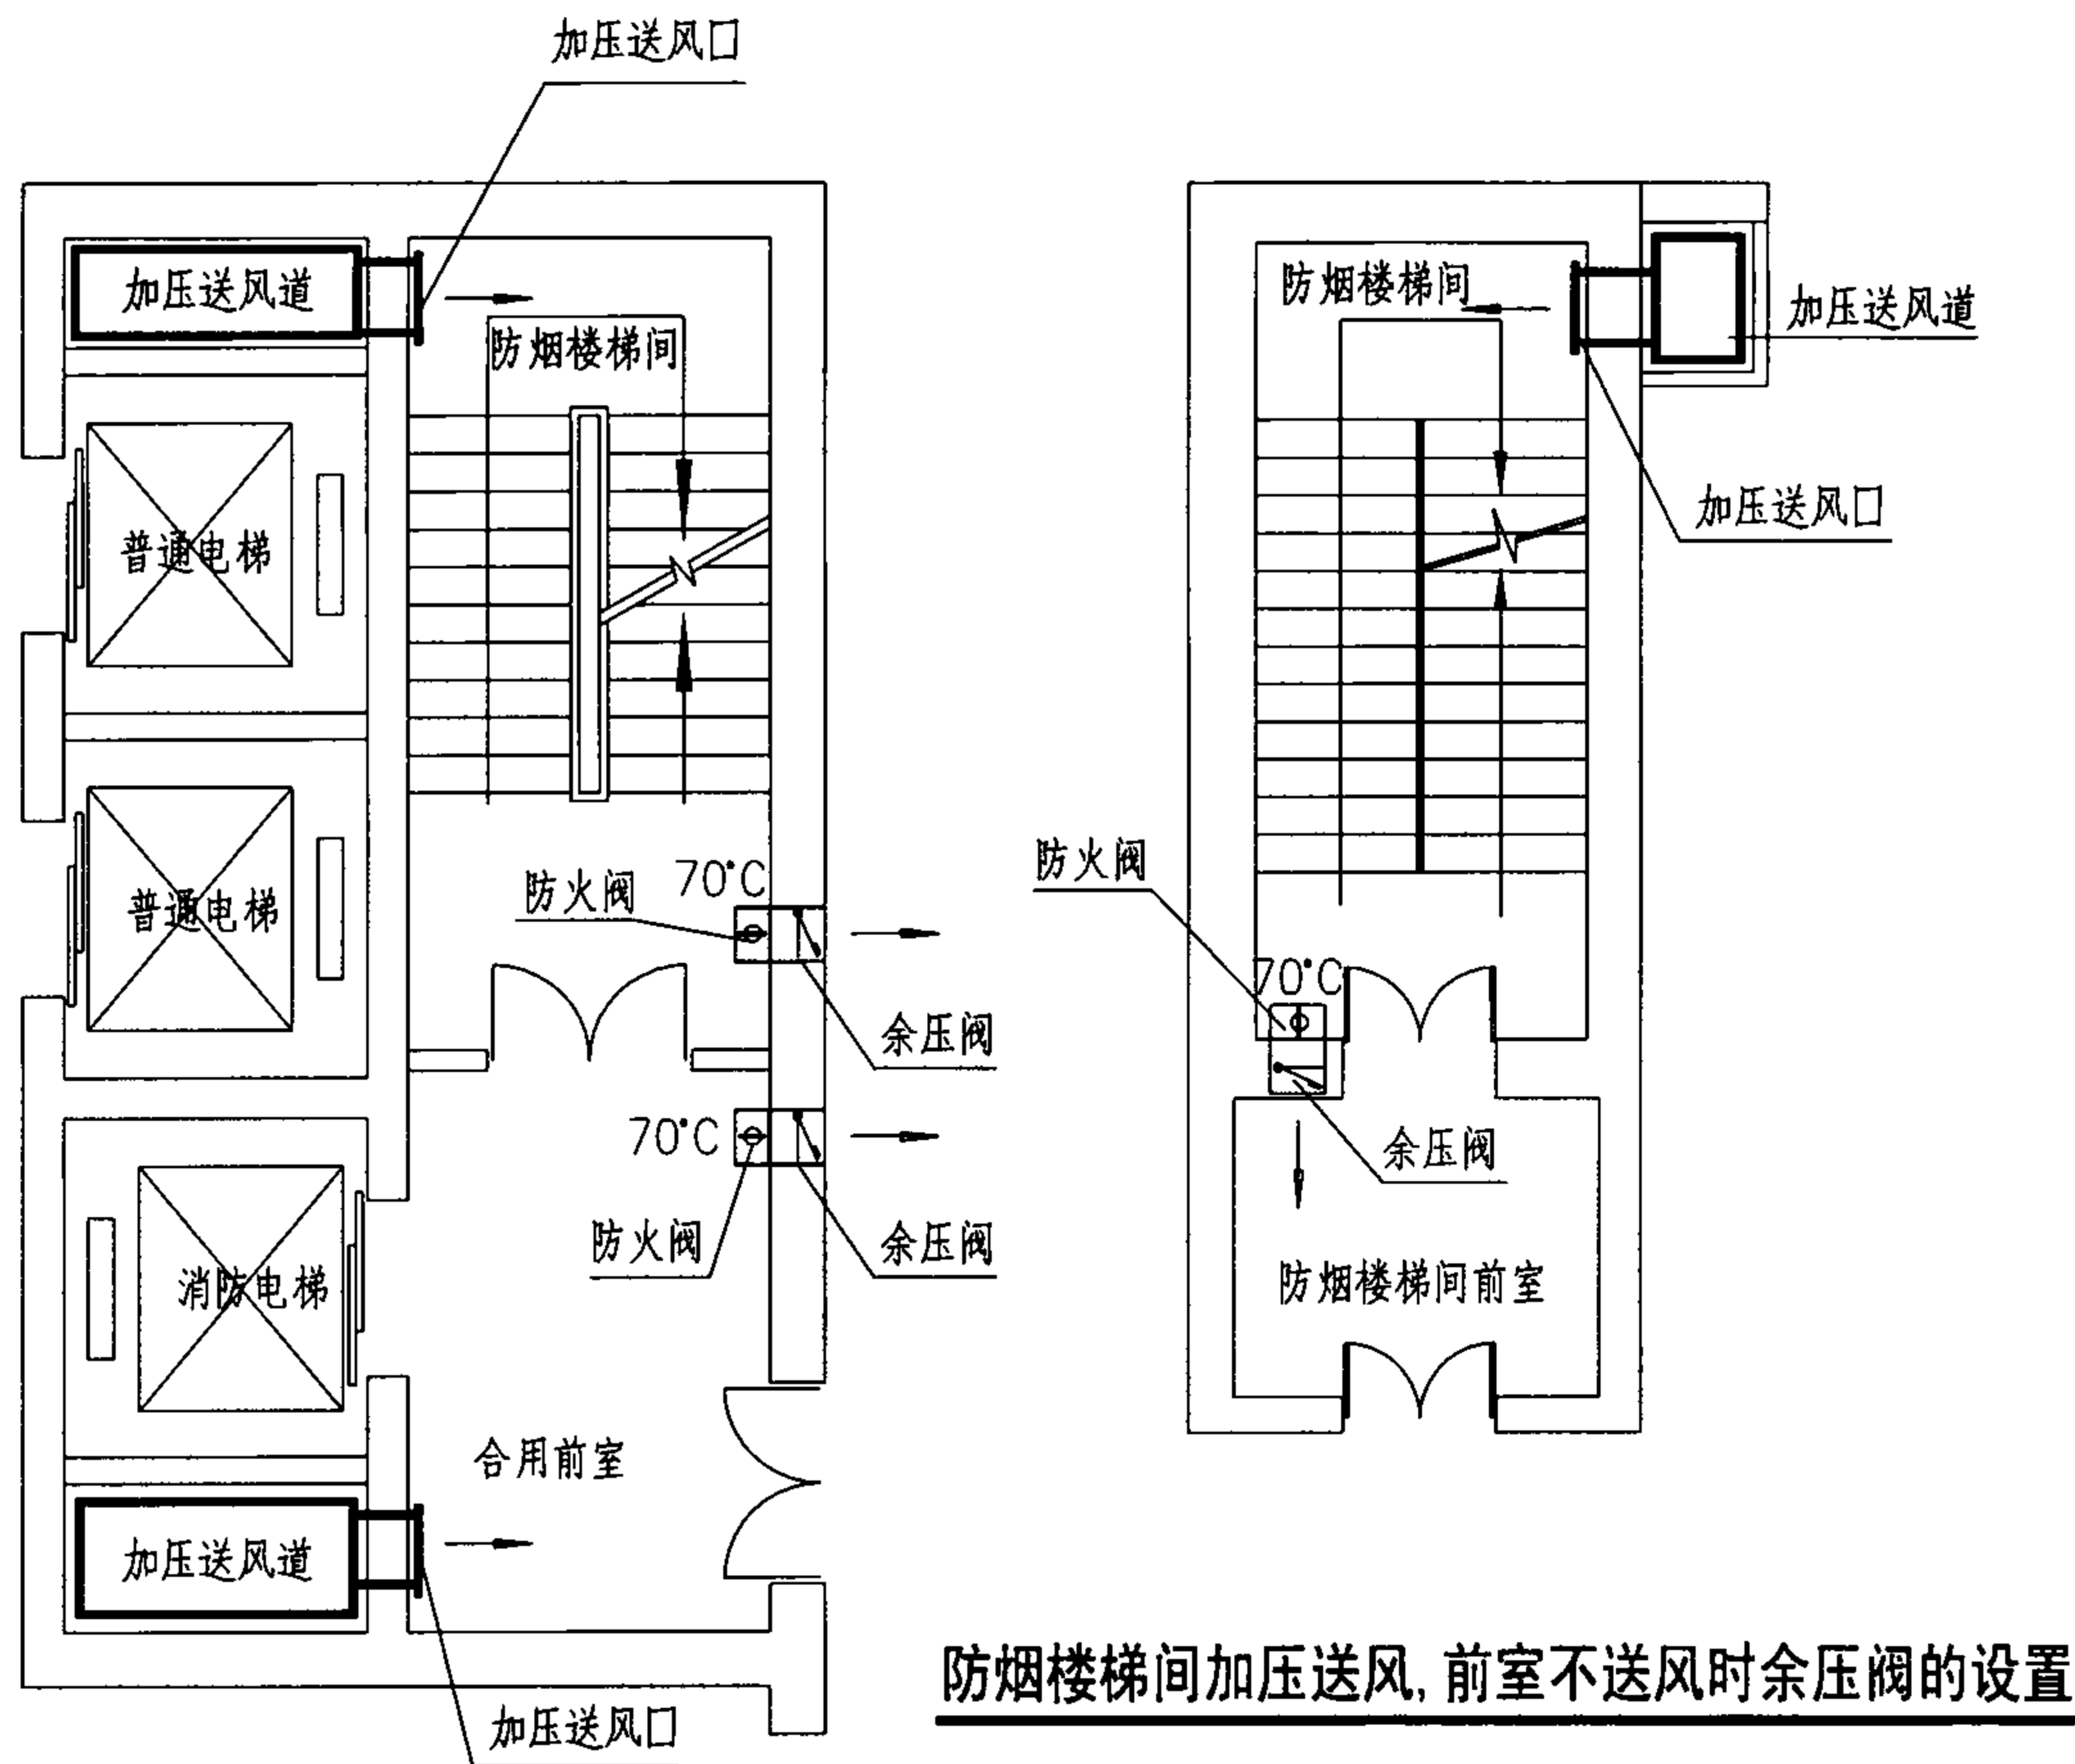 加压送风口
加压送风道
防烟楼梯间
普通电梯
普通电梯
防火阀
70°C
余压阀
70°C
防火阀
余压阀
消防电梯
合用前室
加压送风道
加压送风口
防烟楼梯间
加压送风道
加压送风口
防火阀
70°C
余压阀
防烟楼梯间前室
防烟楼梯间加压送风,前室不送风时余压阀的设置